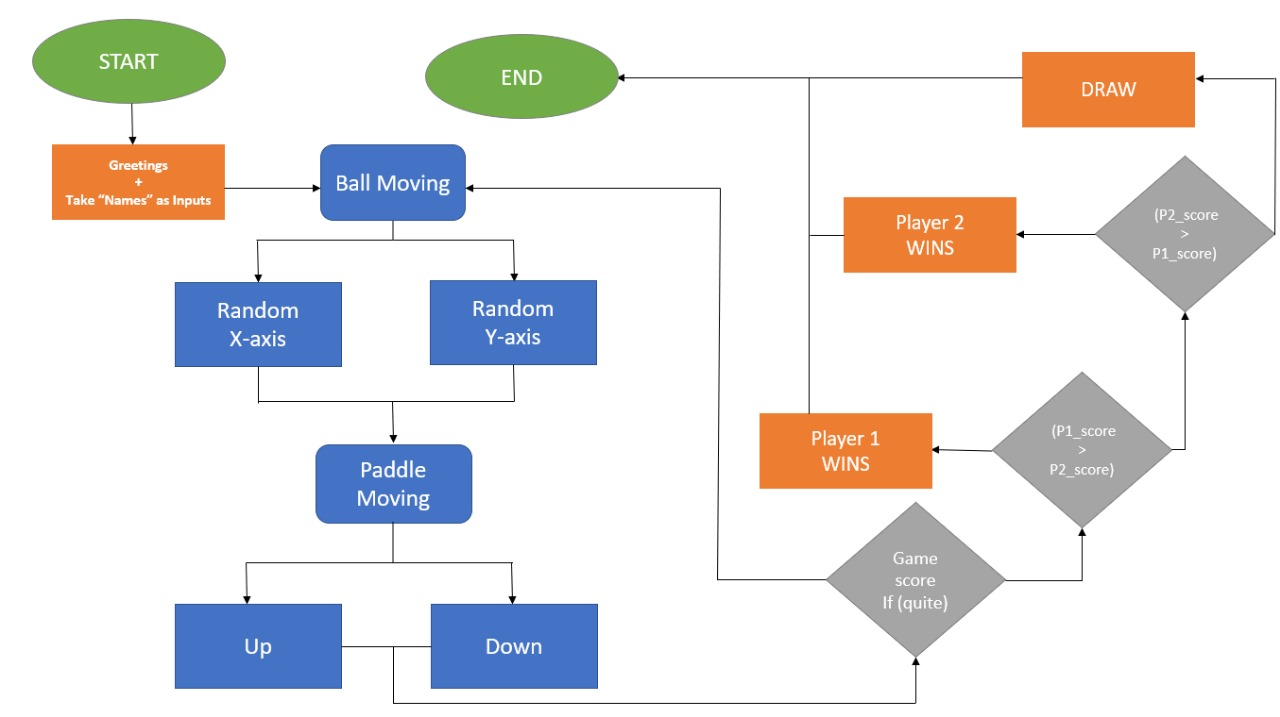 START
Greetings
+
Take “Names” as Inputs
Ball Moving
Random
X-axis
Random
Y-axis
Paddle
Moving
Up
Down
Game
score
If (quite)
(P1_score
>
P2_score)
Player 1
WINS
(P2_score
>
P1_score)
Player 2
WINS
DRAW
END